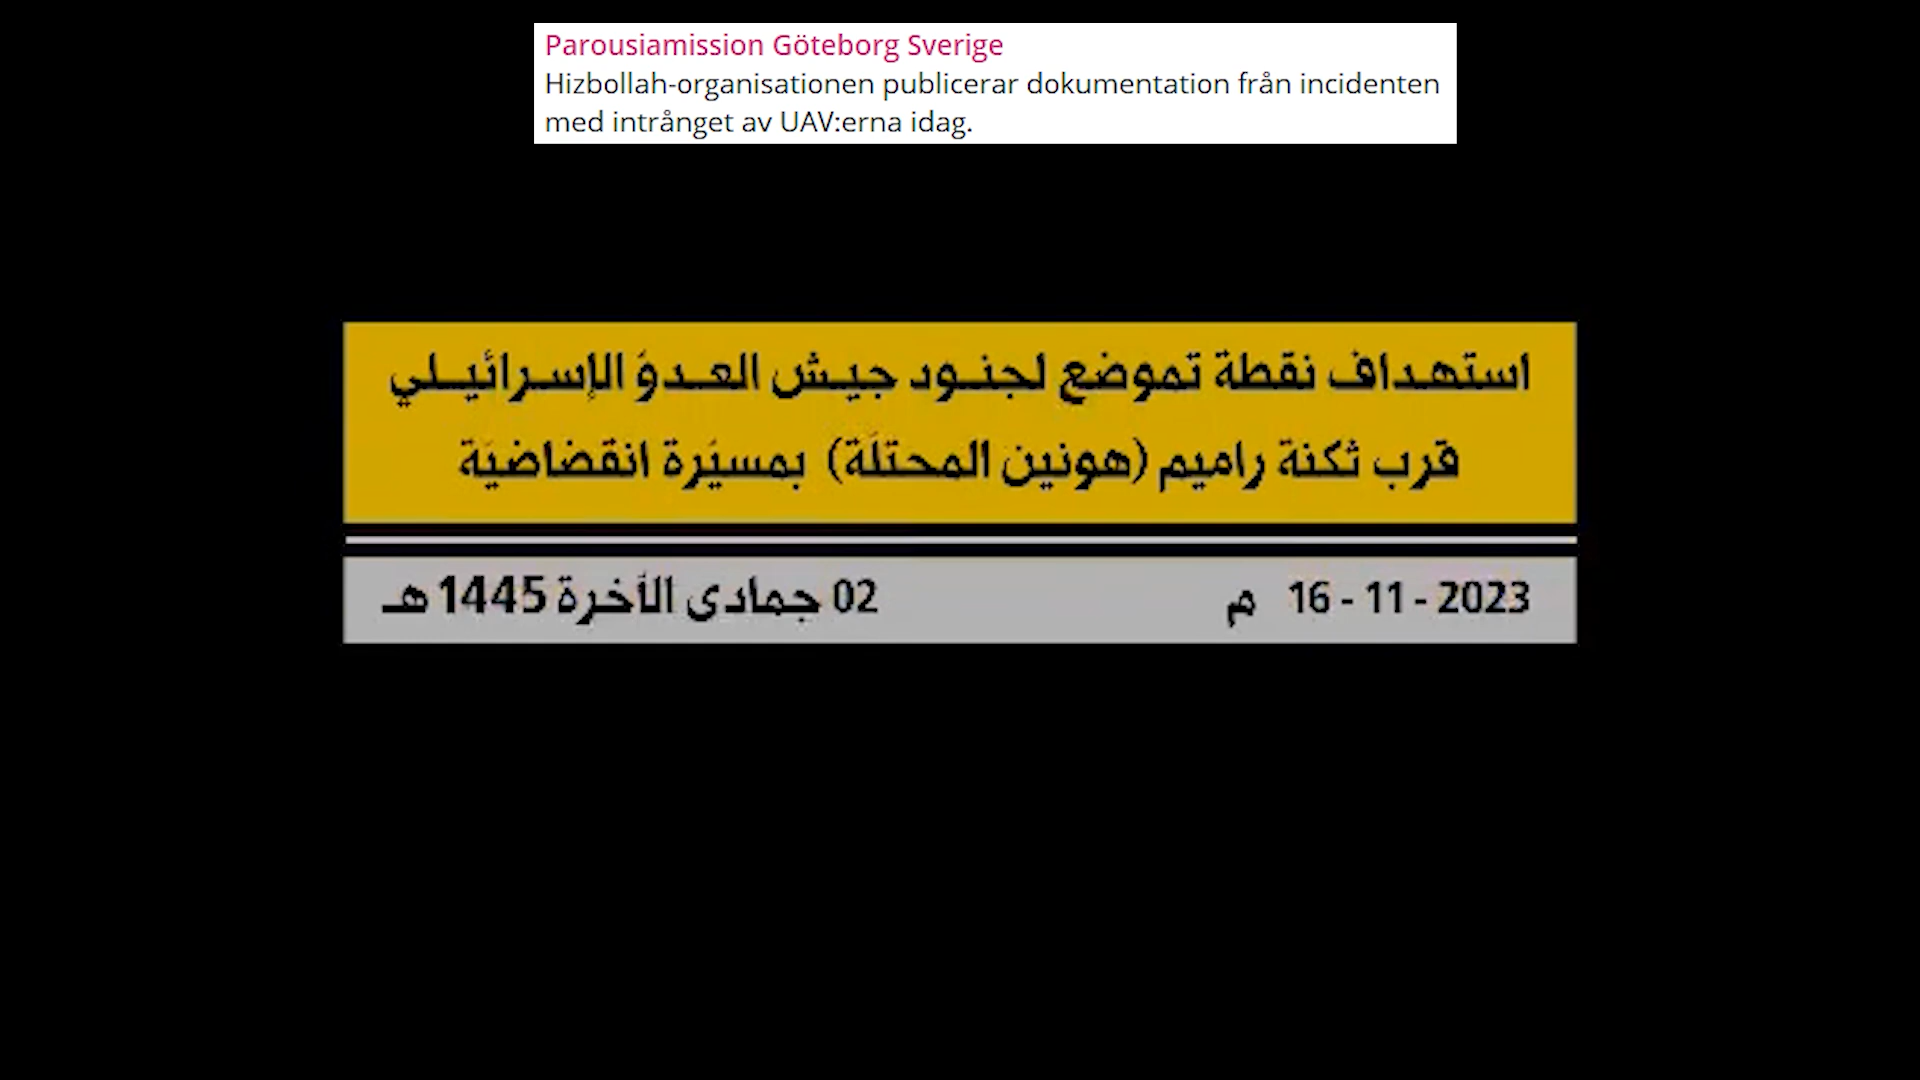 Parousiamission Göteborg Sverige
Hizbollah-organisationen publicerar dokumentation från incidenten
med intrånget av UAV:erna idag.
استهداف نقطة تموضع لجنود جيش العدوّ الإسرائيلي
قرب ثكنة راميم (هونين المحتلّة) بمسيّرة انقضاضيّة
16 - 11 - 2023 م
02 جمادى الأخرة 1445 هـ